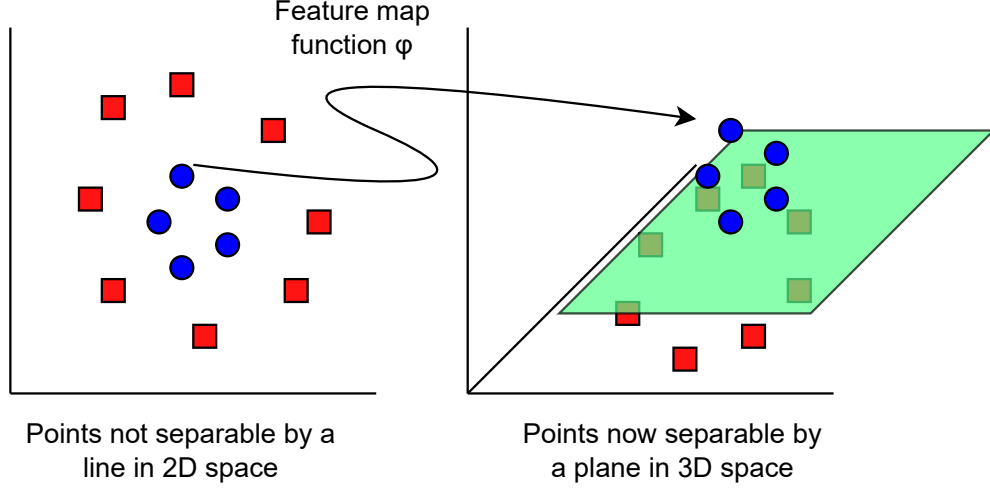 Feature map
function φ
Points not separable by a
line in 2D space
Points now separable by
a plane in 3D space